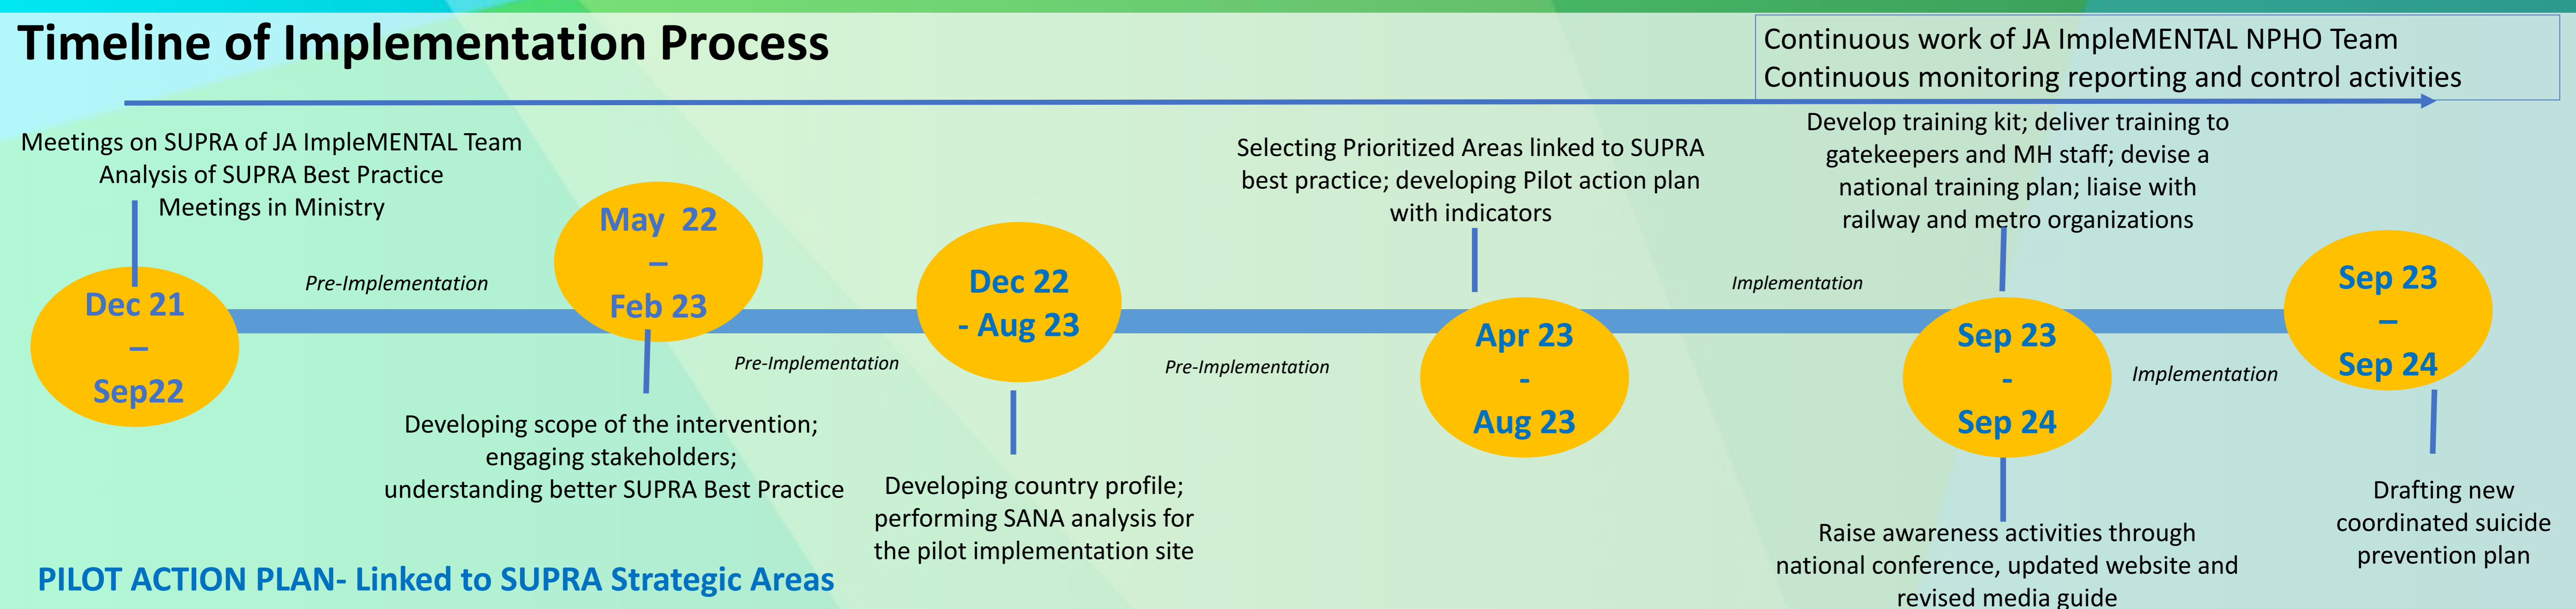 Timeline of Implementation Process
Continuous work of JA ImpleMENTAL NPHO Team
Continuous monitoring reporting and control activities
Meetings on SUPRA of JA ImpleMENTAL Team
Analysis of SUPRA Best Practice
Meetings in Ministry
Dec 21
–
Sep22
Pre-Implementation
May 22
–
Feb 23
Developing scope of the intervention;
engaging stakeholders;
understanding better SUPRA Best Practice
Pre-Implementation
Dec 22
- Aug 23
Developing country profile;
performing SANA analysis for
the pilot implementation site
Pre-Implementation
Selecting Prioritized Areas linked to SUPRA
best practice; developing Pilot action plan
with indicators
Apr 23
-
Aug 23
Implementation
Develop training kit; deliver training to
gatekeepers and MH staff; devise a
national training plan; liaise with
railway and metro organizations
Sep 23
-
Sep 24
Raise awareness activities through
national conference, updated website and
revised media guide
Implementation
Sep 23
–
Sep 24
Drafting new
coordinated suicide
prevention plan
PILOT ACTION PLAN- Linked to SUPRA Strategic Areas